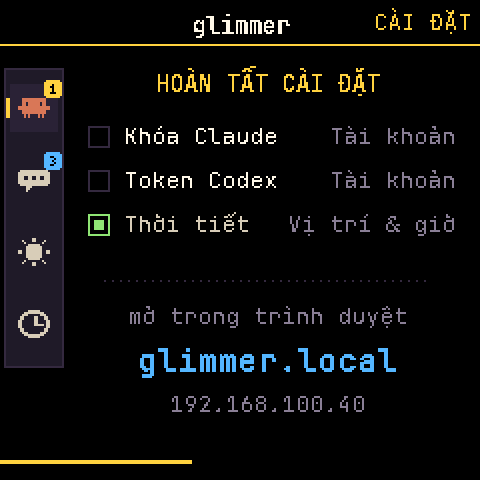 glimmer
CÀI ĐẶT
1
3
HOÀN TẤT CÀI ĐẶT
Khóa Claude Tài khoản
Token Codex Tài khoản
Thời tiết Vị trí & giờ
mở trong trình duyệt
glimmer.local
192.168.100.40